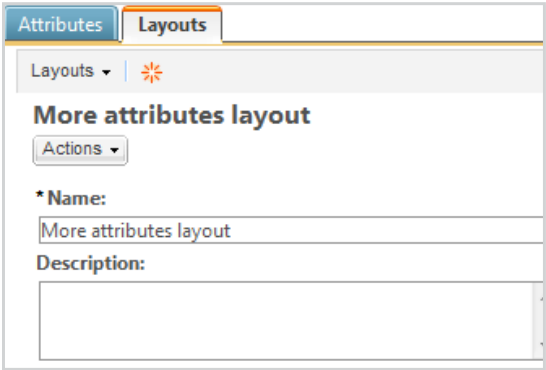 Attributes Layouts
Layouts
More attributes layout
Actions
*Name:
More attributes layout
Description: